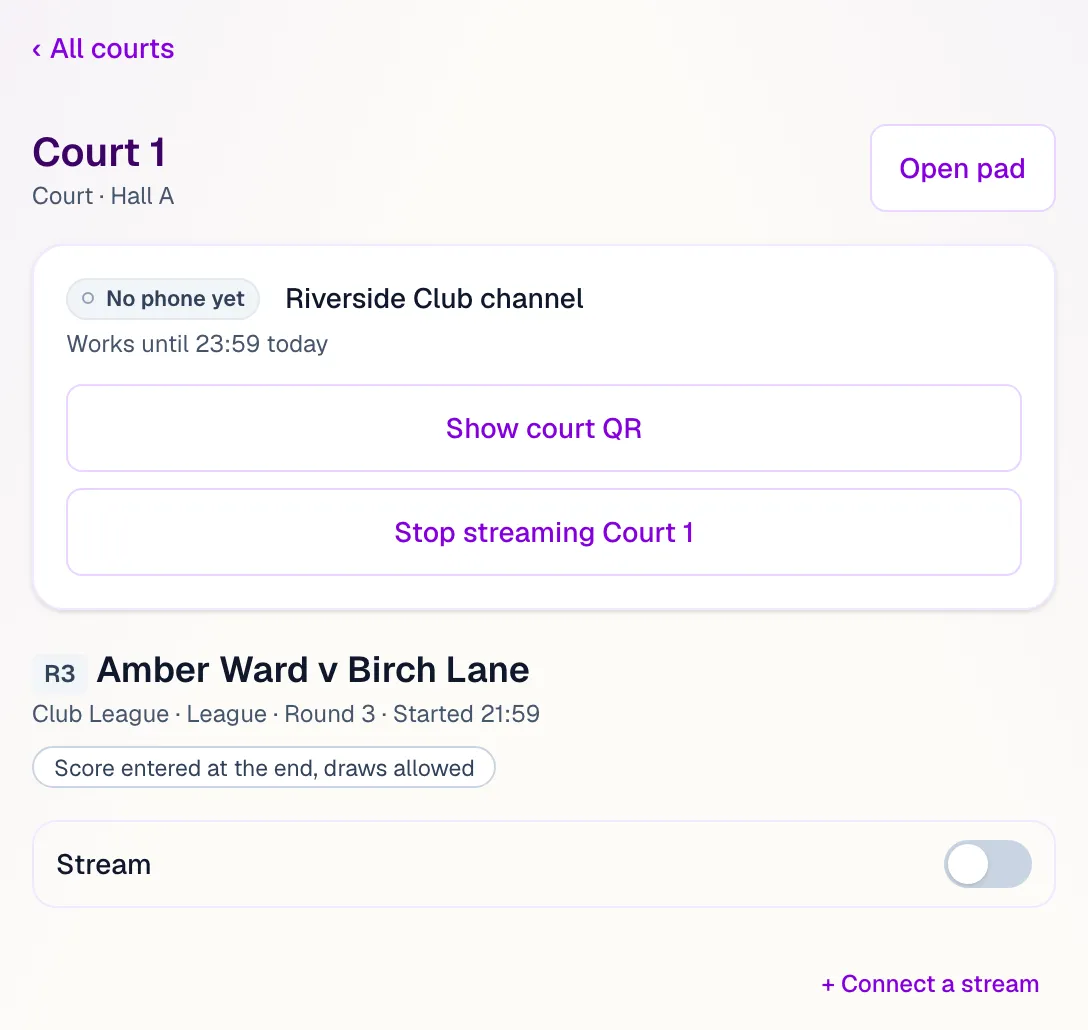 ‹ All courts
Court 1
Open pad
Court · Hall A
No phone yet
Riverside Club channel
Works until 23:59 today
Show court QR
Stop streaming Court 1
R3 Amber Ward v Birch Lane
Club League · League · Round 3 · Started 21:59
Score entered at the end, draws allowed
Stream
+ Connect a stream